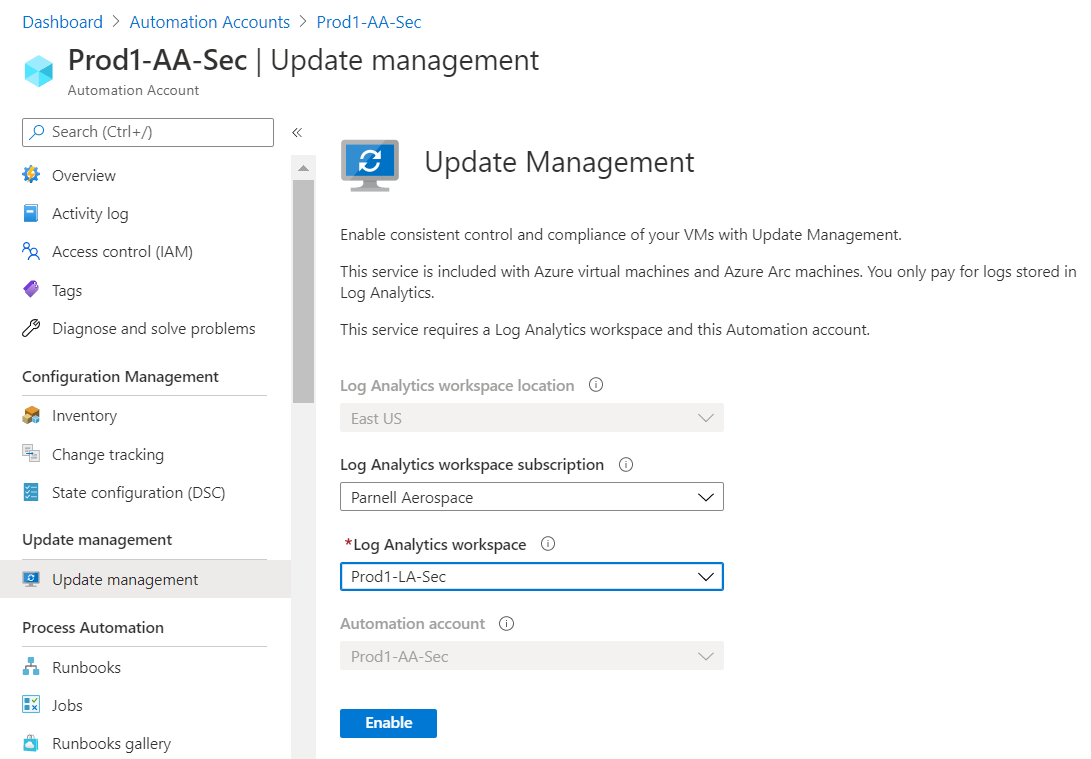 Dashboard > Automation Accounts > Prod1-AA-Sec
Prod1-AA-Sec | Update management
Automation Account
Search (Ctrl+/)
«
Overview
Activity log
Access control (IAM)
Tags
Diagnose and solve problems
Configuration Management
Inventory
Change tracking
State configuration (DSC)
Update management
Update management
Process Automation
Runbooks
Jobs
Runbooks gallery
Update Management
Enable consistent control and compliance of your VMs with Update Management.
This service is included with Azure virtual machines and Azure Arc machines. You only pay for logs stored in
Log Analytics.
This service requires a Log Analytics workspace and this Automation account.
Log Analytics workspace location
East US
Log Analytics workspace subscription
Parnell Aerospace
*Log Analytics workspace
Prod1-LA-Sec
Automation account
Prod1-AA-Sec
Enable